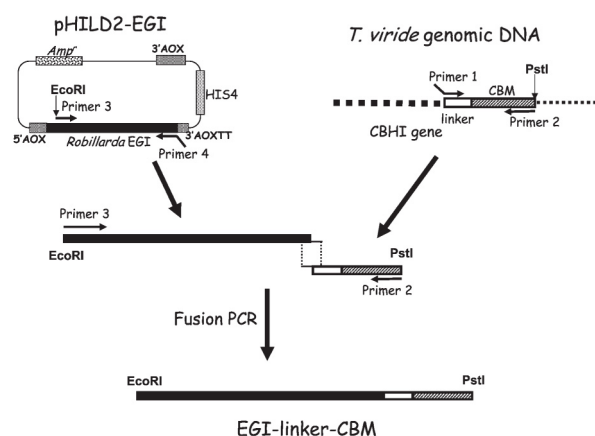 pHILD2-EGI
T. viride genomic DNA
Ampʳ
3'AOX
EcoRI
Primer 3
HIS4
5'AOX
Robillarda EGI
3'AOXTT
Primer 4
Primer 1
PstI
CBM
linker
Primer 2
CBHI gene
Primer 3
EcoRI
PstI
Primer 2
Fusion PCR
EcoRI
PstI
EGI-linker-CBM